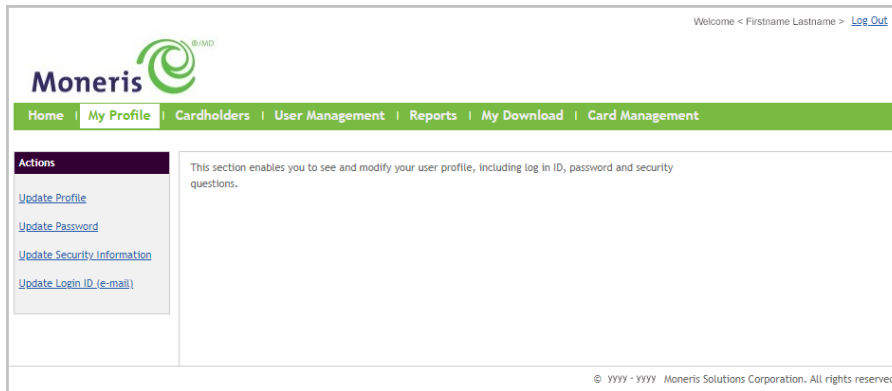 Welcome < Firstname Lastname > Log Out
Moneris ®/MD
Home | My Profile | Cardholders | User Management | Reports | My Download | Card Management
Actions
Update Profile
Update Password
Update Security Information
Update Login ID (e-mail)
This section enables you to see and modify your user profile, including log in ID, password and security
questions.
© yyyy - yyyy Moneris Solutions Corporation. All rights reserved